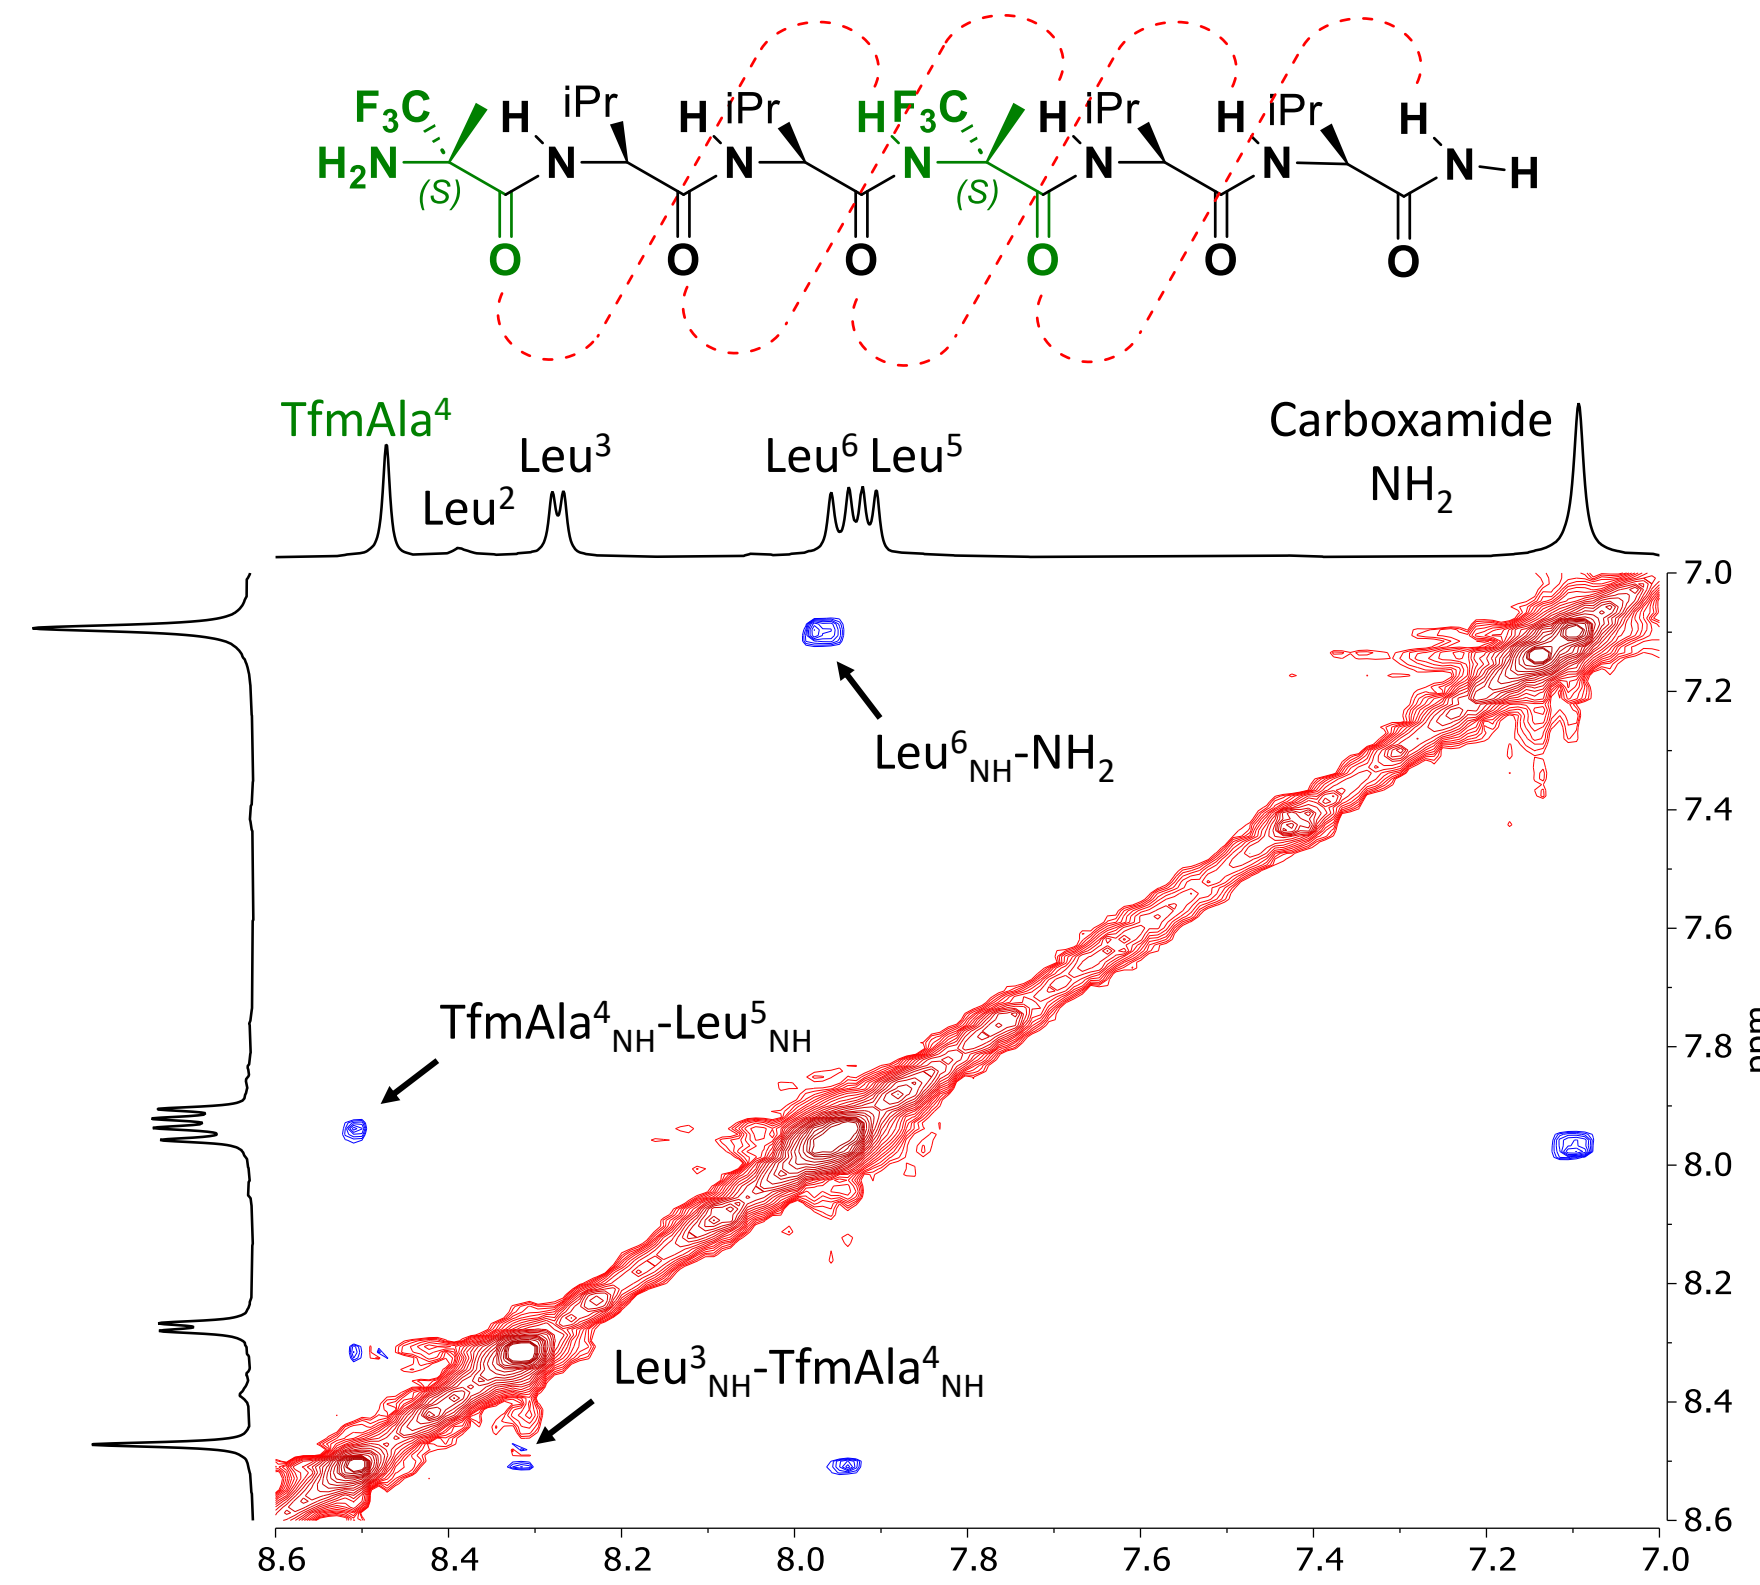 F₃C H iPr H iPr H F₃C H iPr H iPr H
H₂N N N N N N N H
(S) (S)
O O O O O O
TfmAla⁴
Leu² Leu³ Leu⁶ Leu⁵
Carboxamide
NH₂
7.0
Leu⁶NH-NH₂
7.2
7.4
7.6
TfmAla⁴NH-Leu⁵NH
7.8
ppm
8.0
8.2
Leu³NH-TfmAla⁴NH
8.4
8.6
8.6 8.4 8.2 8.0 7.8 7.6 7.4 7.2 7.0